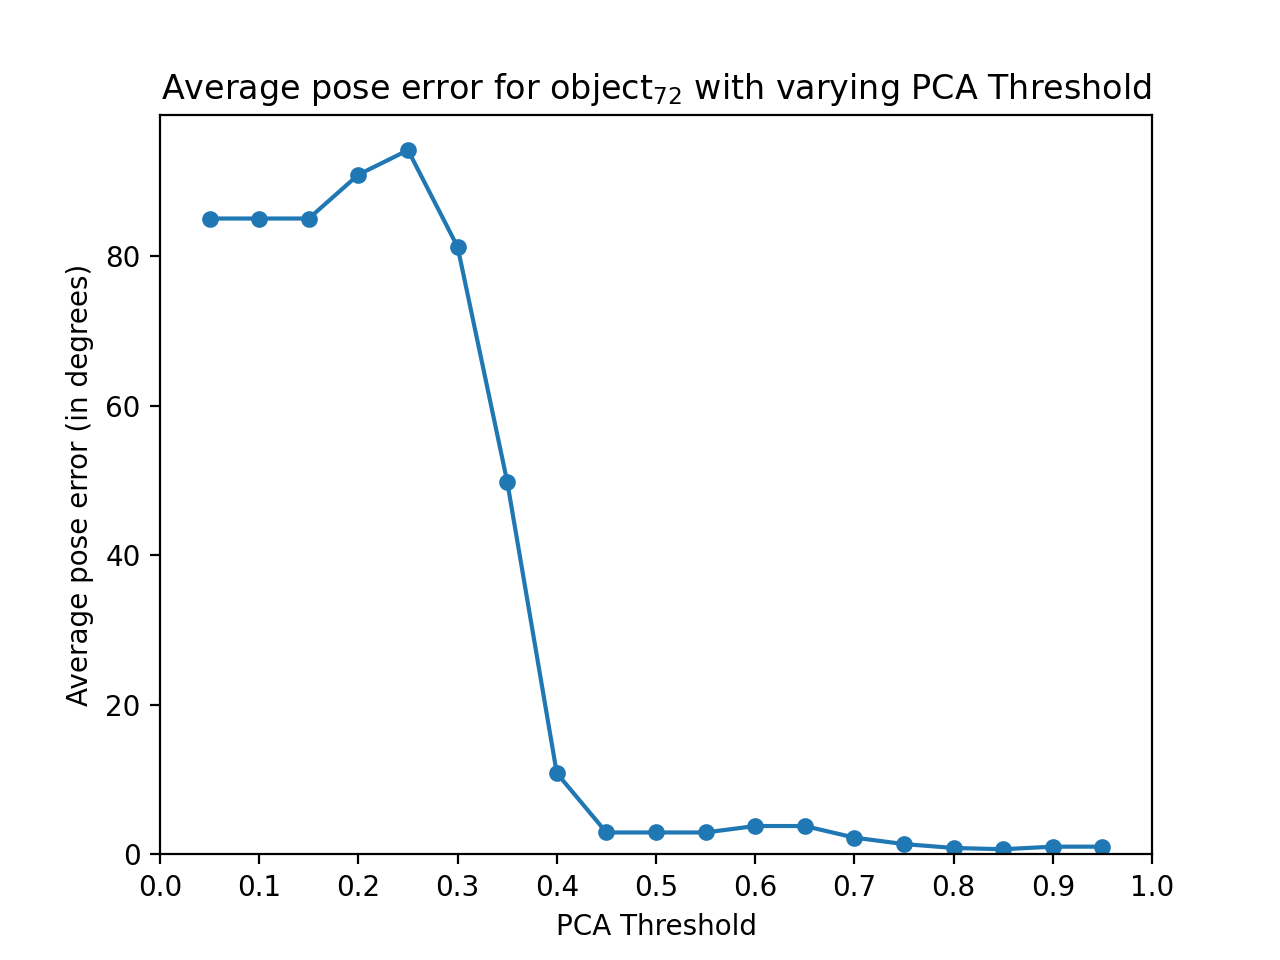 Average pose error for object₇₂ with varying PCA Threshold
Average pose error (in degrees)
80
60
40
20
0
0.0 0.1 0.2 0.3 0.4 0.5 0.6 0.7 0.8 0.9 1.0
PCA Threshold